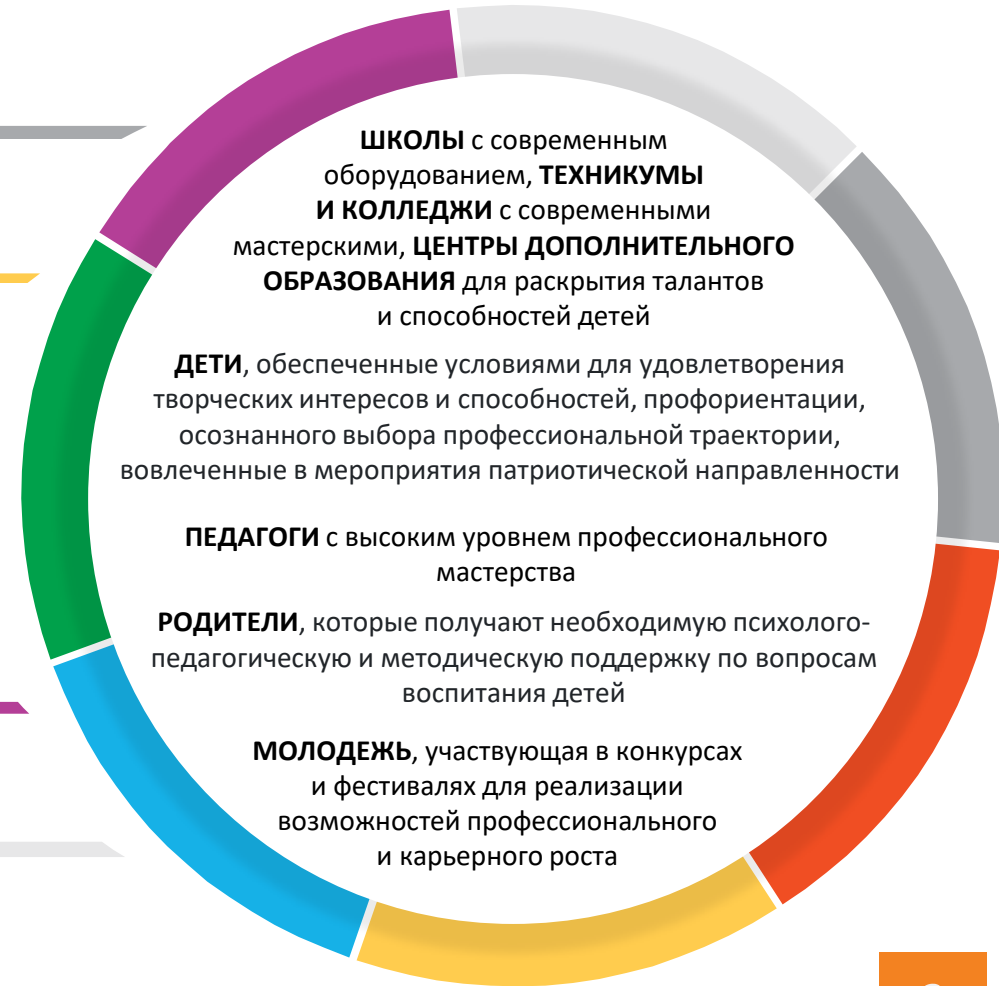 ШКОЛЫ с современным
оборудованием, ТЕХНИКУМЫ
И КОЛЛЕДЖИ с современными
мастерскими, ЦЕНТРЫ ДОПОЛНИТЕЛЬНОГО
ОБРАЗОВАНИЯ для раскрытия талантов
и способностей детей
ДЕТИ, обеспеченные условиями для удовлетворения
творческих интересов и способностей, профориентации,
осознанного выбора профессиональной траектории,
вовлеченные в мероприятия патриотической направленности
ПЕДАГОГИ с высоким уровнем профессионального
мастерства
РОДИТЕЛИ, которые получают необходимую психолого-
педагогическую и методическую поддержку по вопросам
воспитания детей
МОЛОДЕЖЬ, участвующая в конкурсах
и фестивалях для реализации
возможностей профессионального
и карьерного роста